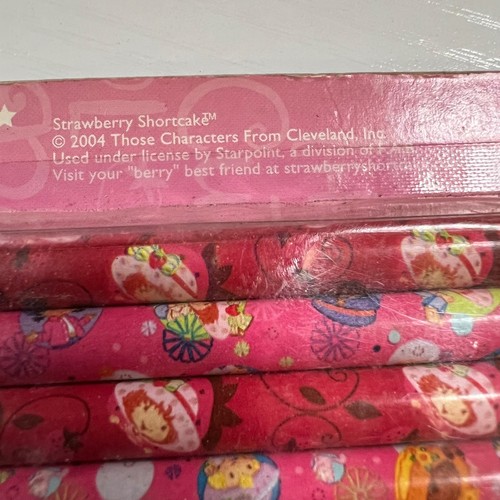 Strawberry Shortcake™
© 2004 Those Characters From Cleveland, Inc.
Used under license by Starpoint, a division of
Visit your "berry" best friend at